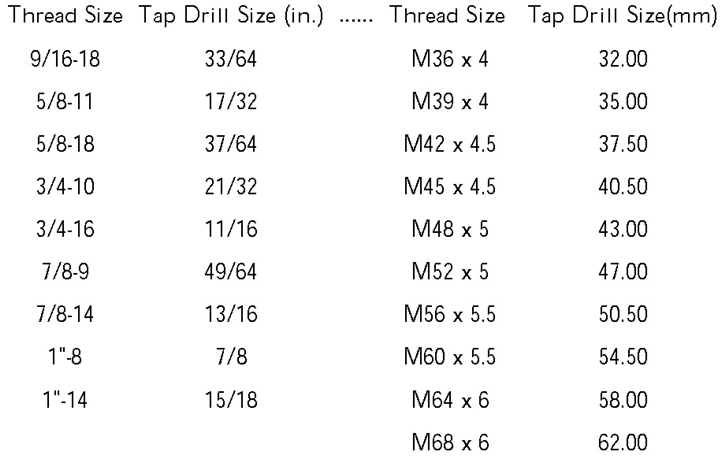 Thread Size Tap Drill Size (in.) ...... Thread Size Tap Drill Size(mm)
9/16-18 33/64 M36 x 4 32.00
5/8-11 17/32 M39 x 4 35.00
5/8-18 37/64 M42 x 4.5 37.50
3/4-10 21/32 M45 x 4.5 40.50
3/4-16 11/16 M48 x 5 43.00
7/8-9 49/64 M52 x 5 47.00
7/8-14 13/16 M56 x 5.5 50.50
1"-8 7/8 M60 x 5.5 54.50
1"-14 15/18 M64 x 6 58.00
M68 x 6 62.00